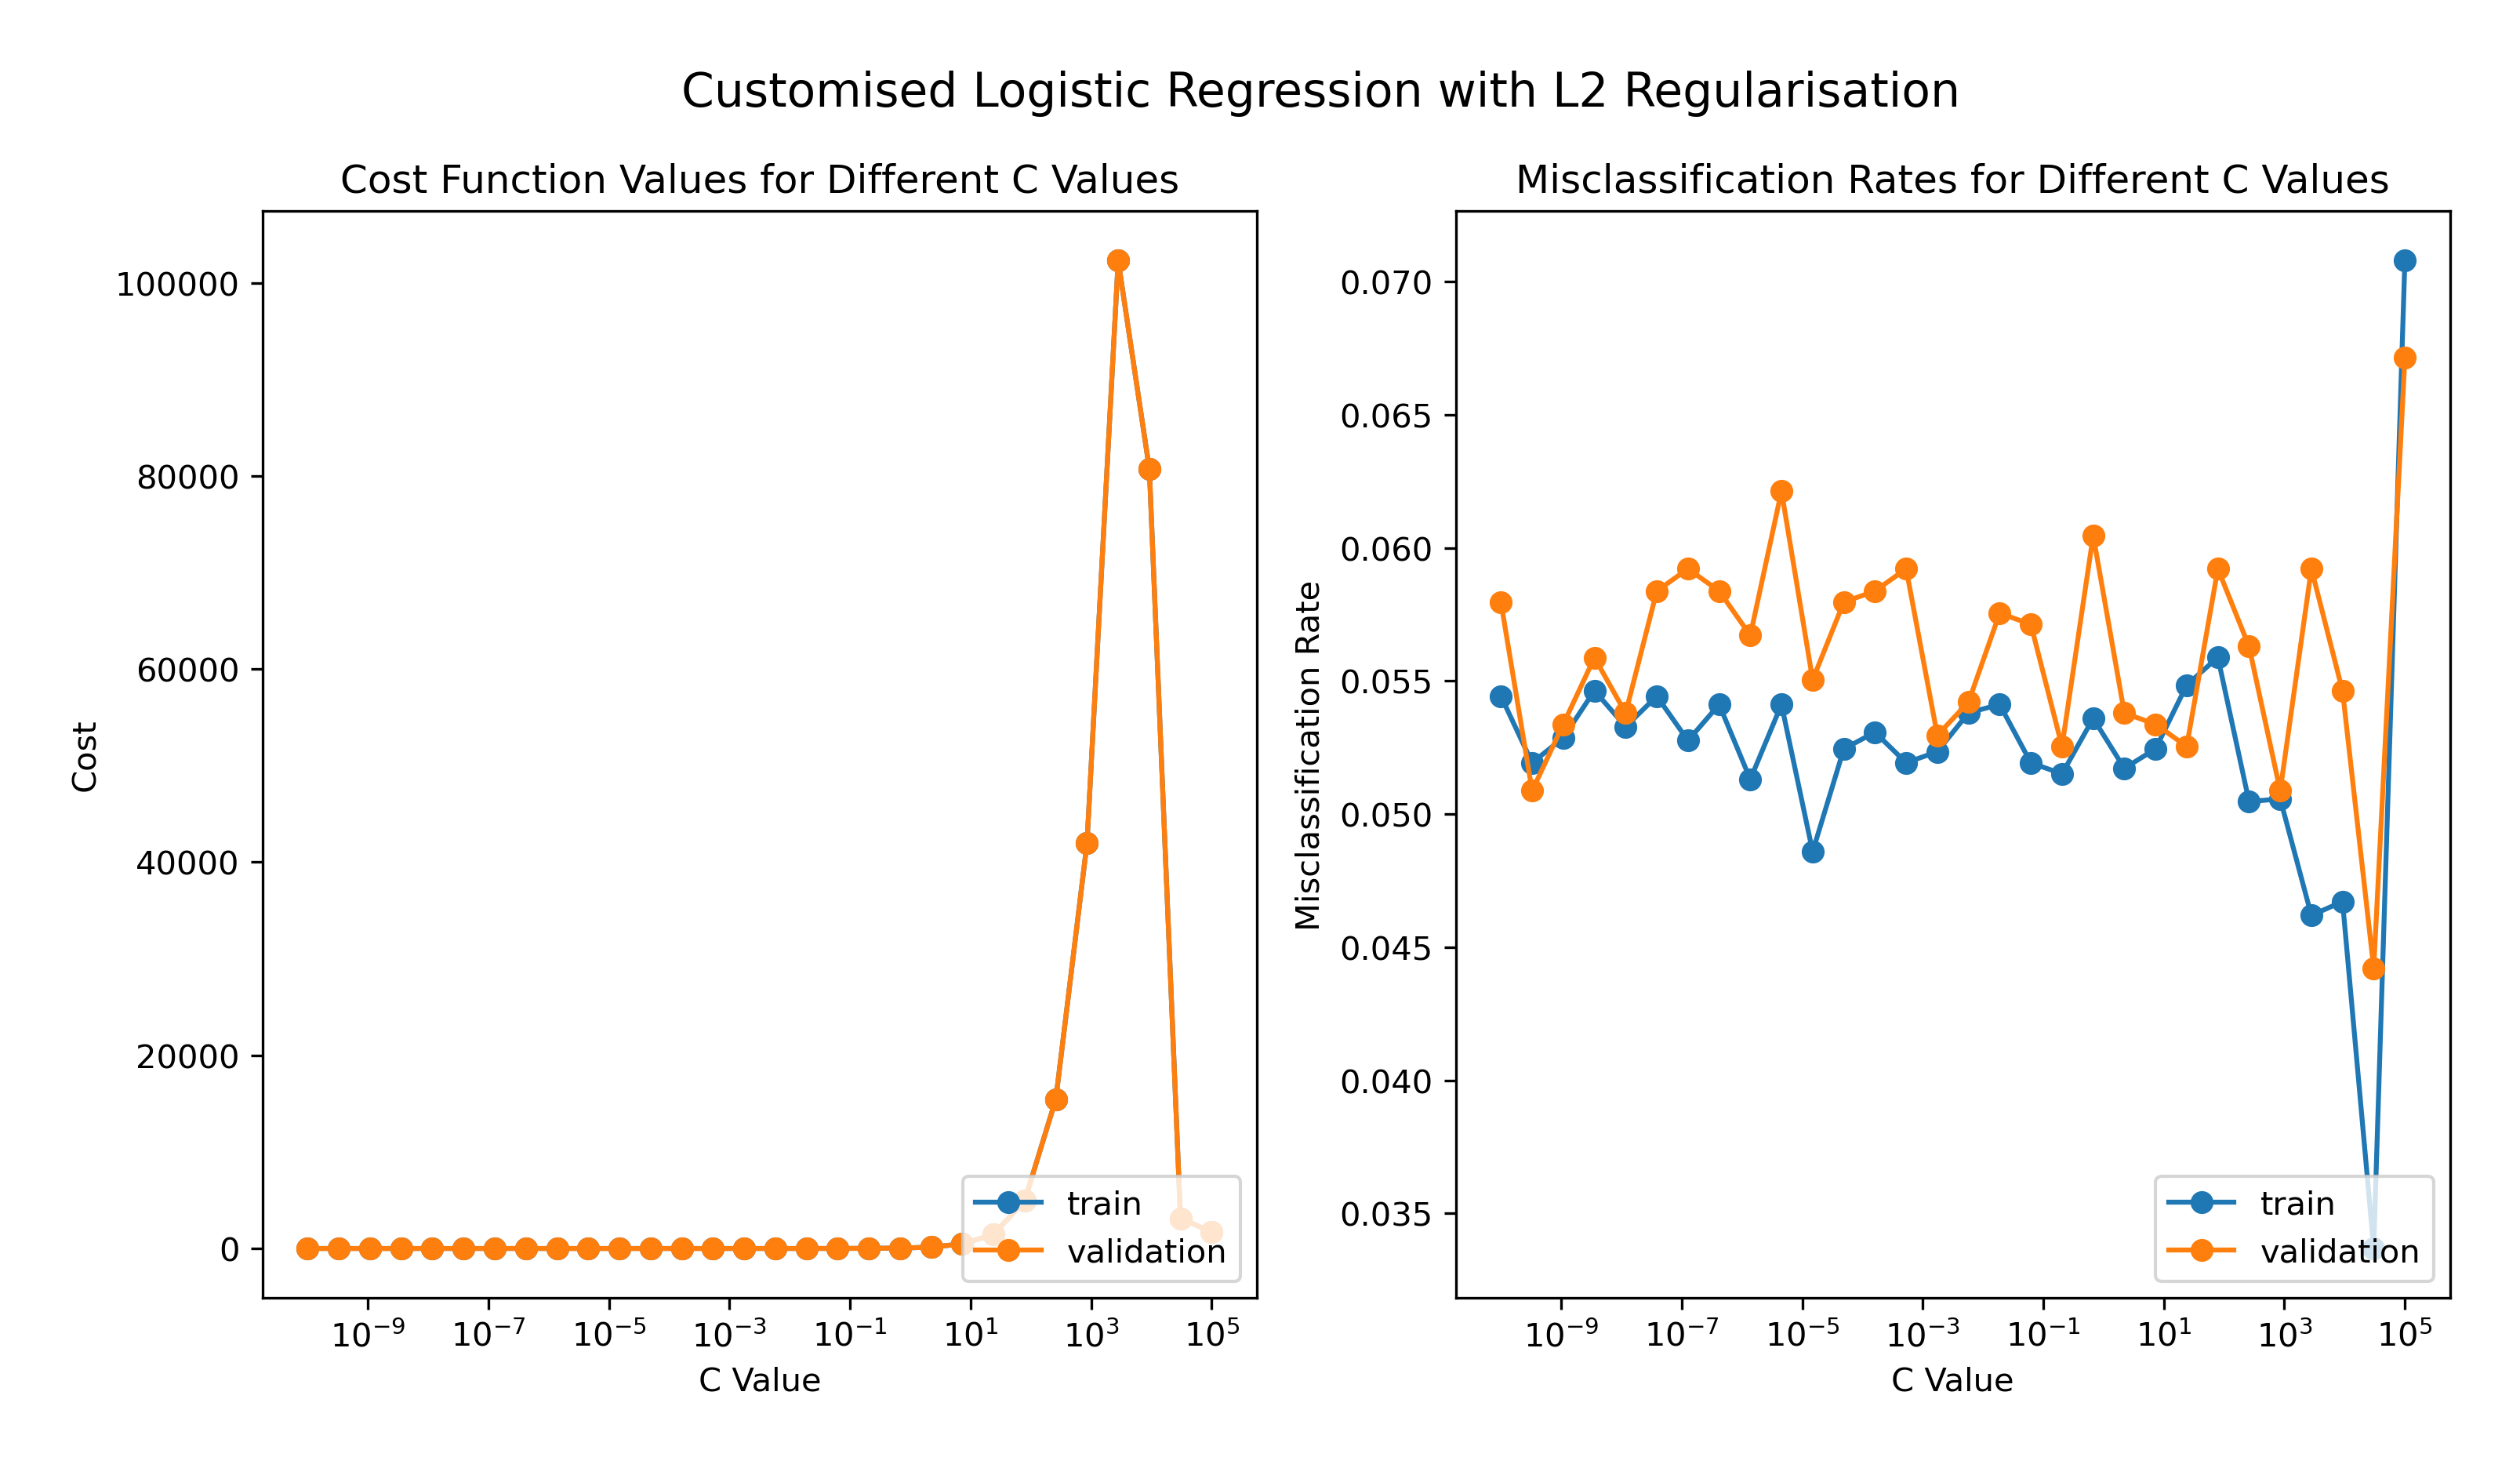 Customised Logistic Regression with L2 Regularisation
Cost Function Values for Different C Values
Cost
100000
80000
60000
40000
20000
0
10⁻⁹ 10⁻⁷ 10⁻⁵ 10⁻³ 10⁻¹ 10¹ 10³ 10⁵
C Value
train
validation
Misclassification Rates for Different C Values
Misclassification Rate
0.070
0.065
0.060
0.055
0.050
0.045
0.040
0.035
10⁻⁹ 10⁻⁷ 10⁻⁵ 10⁻³ 10⁻¹ 10¹ 10³ 10⁵
C Value
train
validation